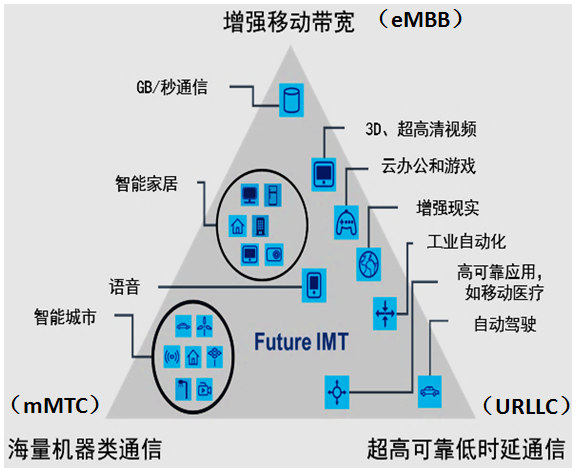 增强移动带宽（eMBB）
GB/秒通信
3D、超高清视频
云办公和游戏
智能家居
增强现实
工业自动化
高可靠应用，
如移动医疗
语音
智能城市
自动驾驶
Future IMT
（mMTC）
（URLLC）
海量机器类通信
超高可靠低时延通信